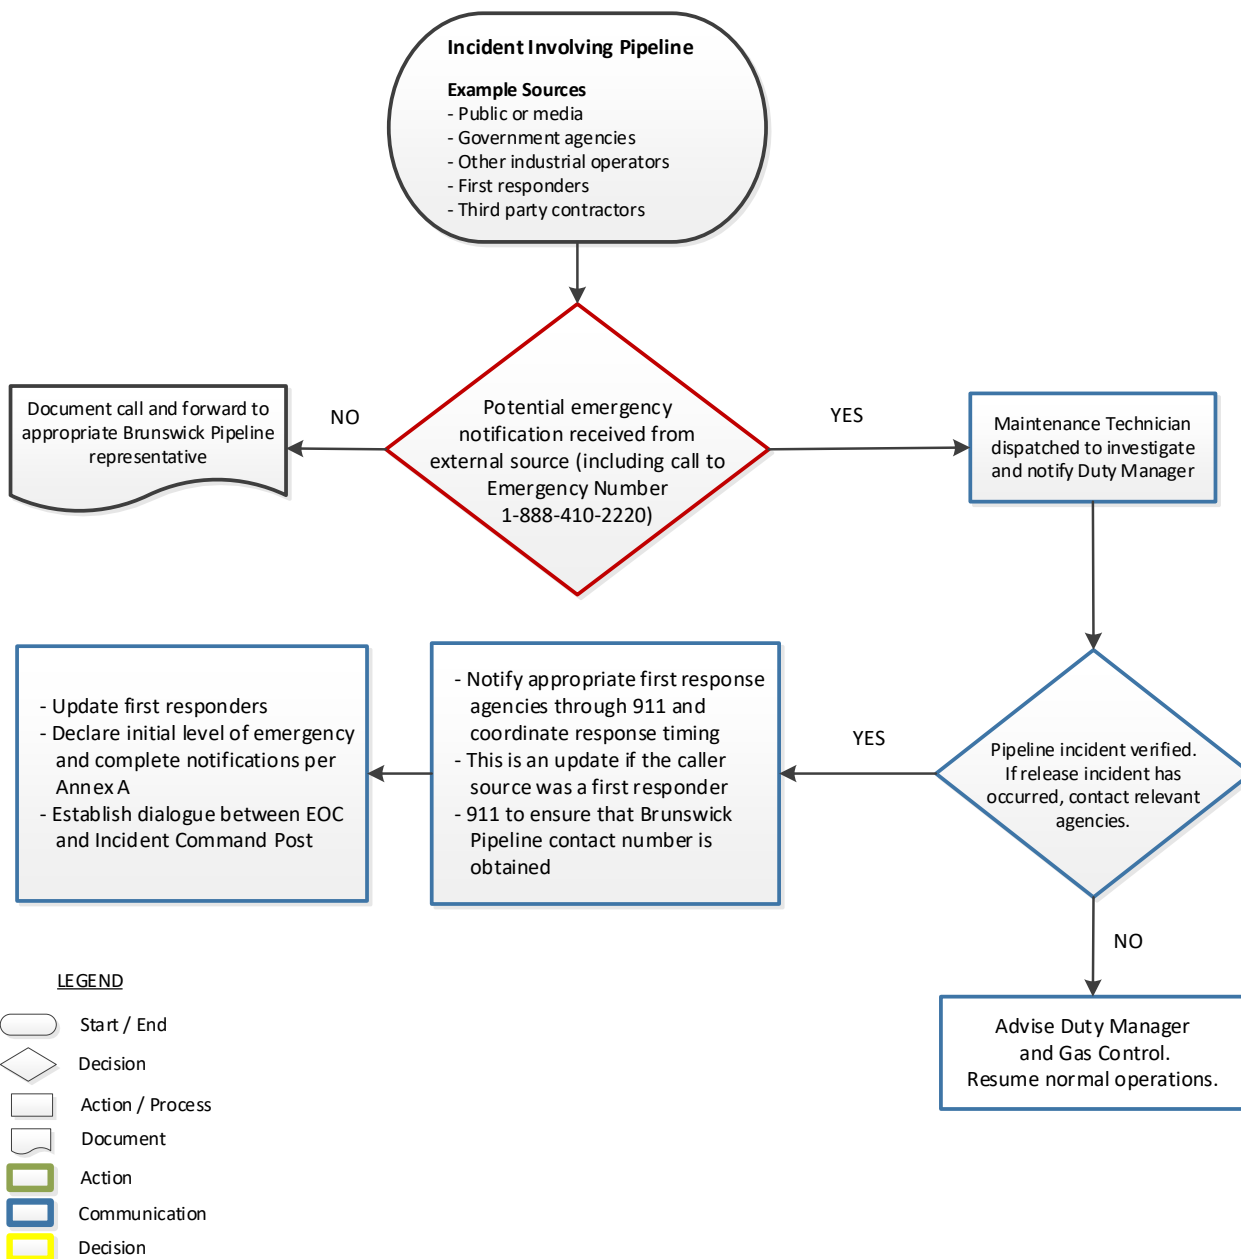 Incident Involving Pipeline
Example Sources
- Public or media
- Government agencies
- Other industrial operators
- First responders
- Third party contractors
Potential emergency
notification received from
external source (including call to
Emergency Number
1-888-410-2220)
NO
YES
Document call and forward to
appropriate Brunswick Pipeline
representative
Maintenance Technician
dispatched to investigate
and notify Duty Manager
Pipeline incident verified.
If release incident has
occurred, contact relevant
agencies.
YES
- Notify appropriate first response
agencies through 911 and
coordinate response timing
- This is an update if the caller
source was a first responder
- 911 to ensure that Brunswick
Pipeline contact number is
obtained
- Update first responders
- Declare initial level of emergency
and complete notifications per
Annex A
- Establish dialogue between EOC
and Incident Command Post
NO
Advise Duty Manager
and Gas Control.
Resume normal operations.
LEGEND
Start / End
Decision
Action / Process
Document
Action
Communication
Decision